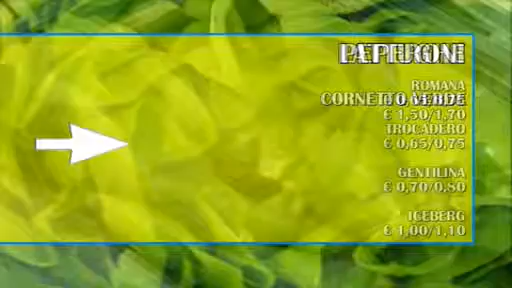 ROMANA
CORNETTO VERDE
€ 1,50/1,70
TROCADERO
€ 0,65/0,75
GENTILINA
€ 0,70/0,80
ICEBERG
€ 1,00/1,10